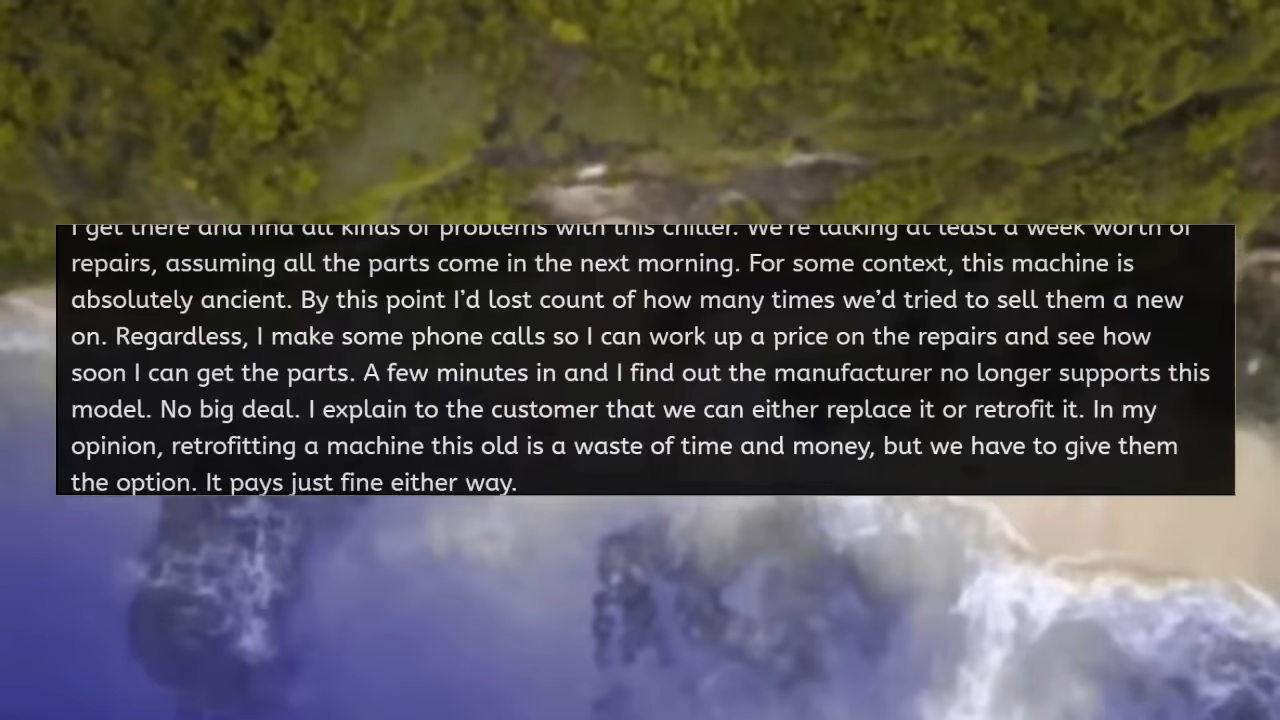 I get there and find all kinds of problems with this chiller. We're talking at least a week worth of
repairs, assuming all the parts come in the next morning. For some context, this machine is
absolutely ancient. By this point I’d lost count of how many times we’d tried to sell them a new
on. Regardless, I make some phone calls so I can work up a price on the repairs and see how
soon I can get the parts. A few minutes in and I find out the manufacturer no longer supports this
model. No big deal. I explain to the customer that we can either replace it or retrofit it. In my
opinion, retrofitting a machine this old is a waste of time and money, but we have to give them
the option. It pays just fine either way.